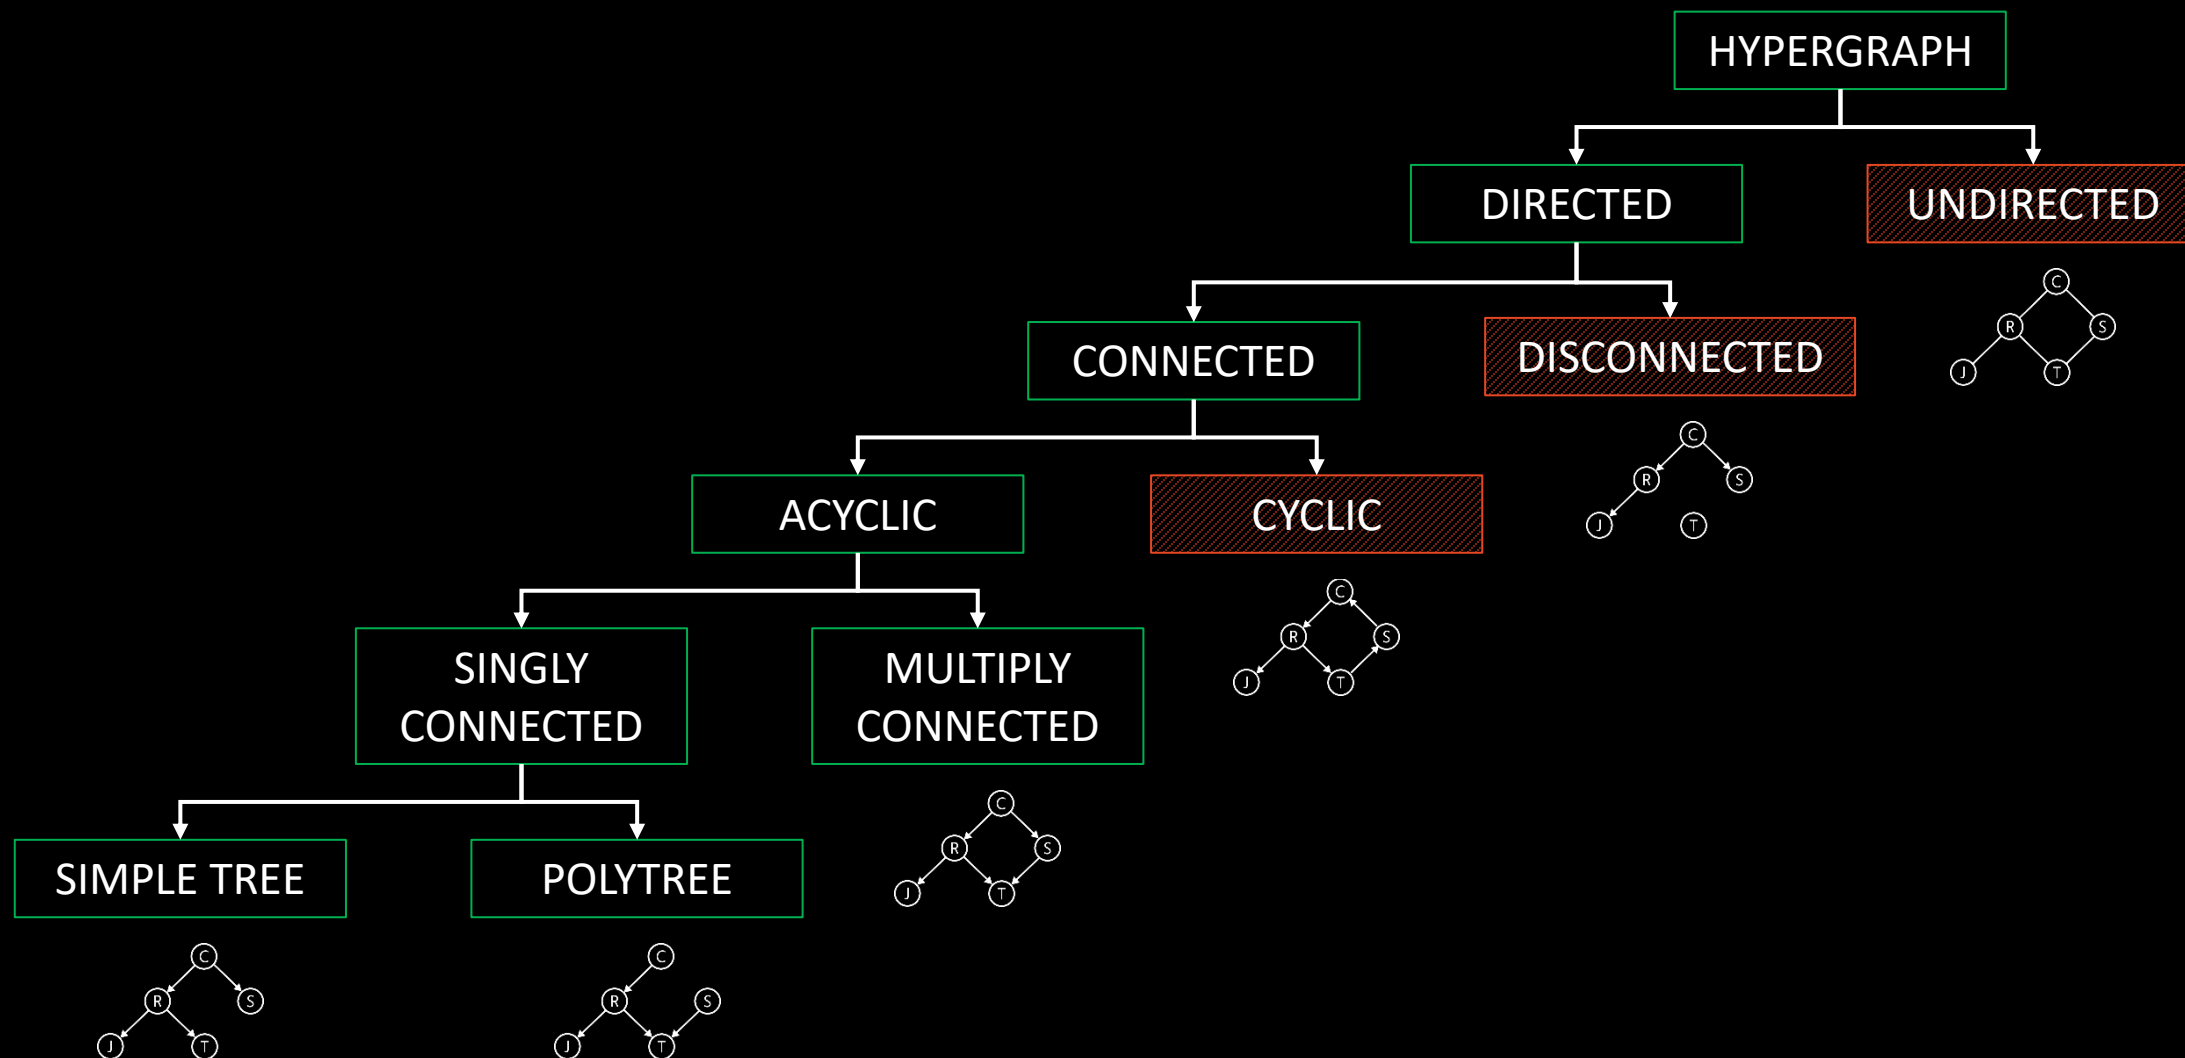 HYPERGRAPH
DIRECTED
UNDIRECTED
C
R
S
J
T
CONNECTED
DISCONNECTED
C
R
S
J
T
ACYCLIC
CYCLIC
C
R
S
J
T
SINGLY
CONNECTED
MULTIPLY
CONNECTED
C
R
S
J
T
SIMPLE TREE
POLYTREE
C
R
S
J
T
C
R
S
J
T